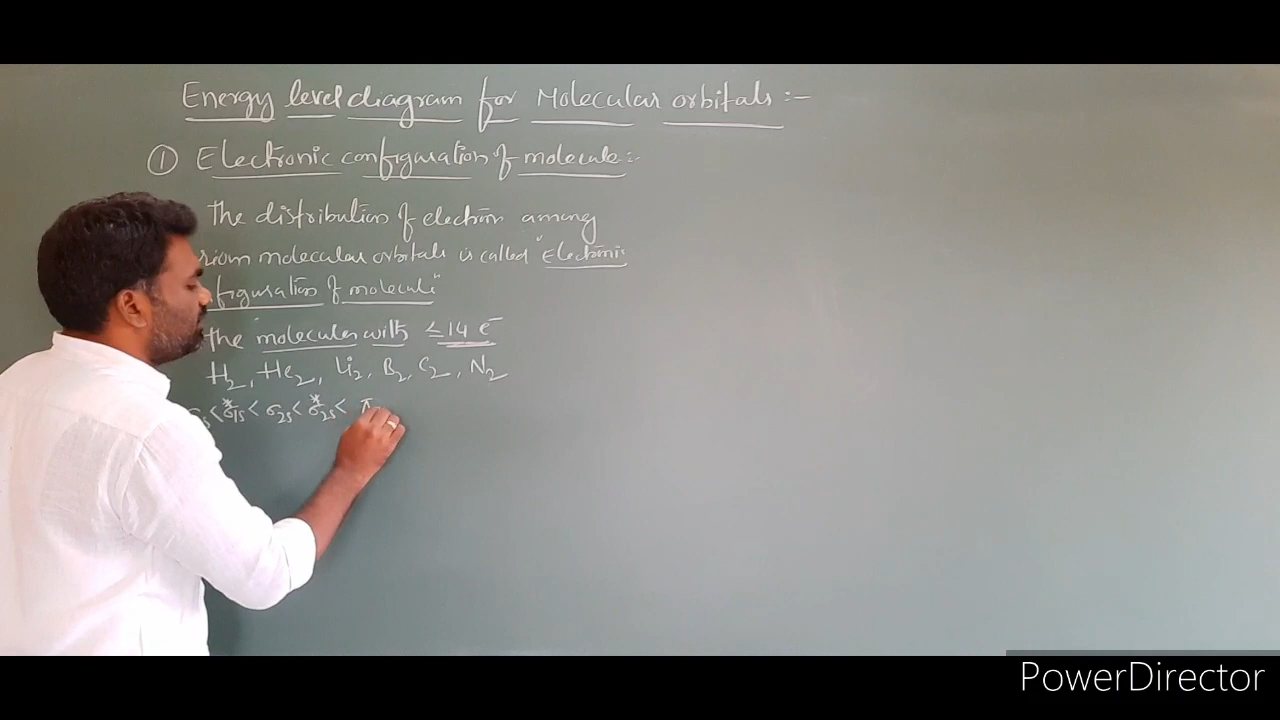 Energy level diagram for Molecular orbitals :-
① Electronic configuration of molecule:-
The distribution of electron among
molecular orbitals is called "Electronic
figuration of molecule"
the molecules with ≤ 14 e⁻
H₂, He₂, Li₂, B₂, C₂, N₂
< σ*1s < σ2s < σ*2s < π
PowerDirector